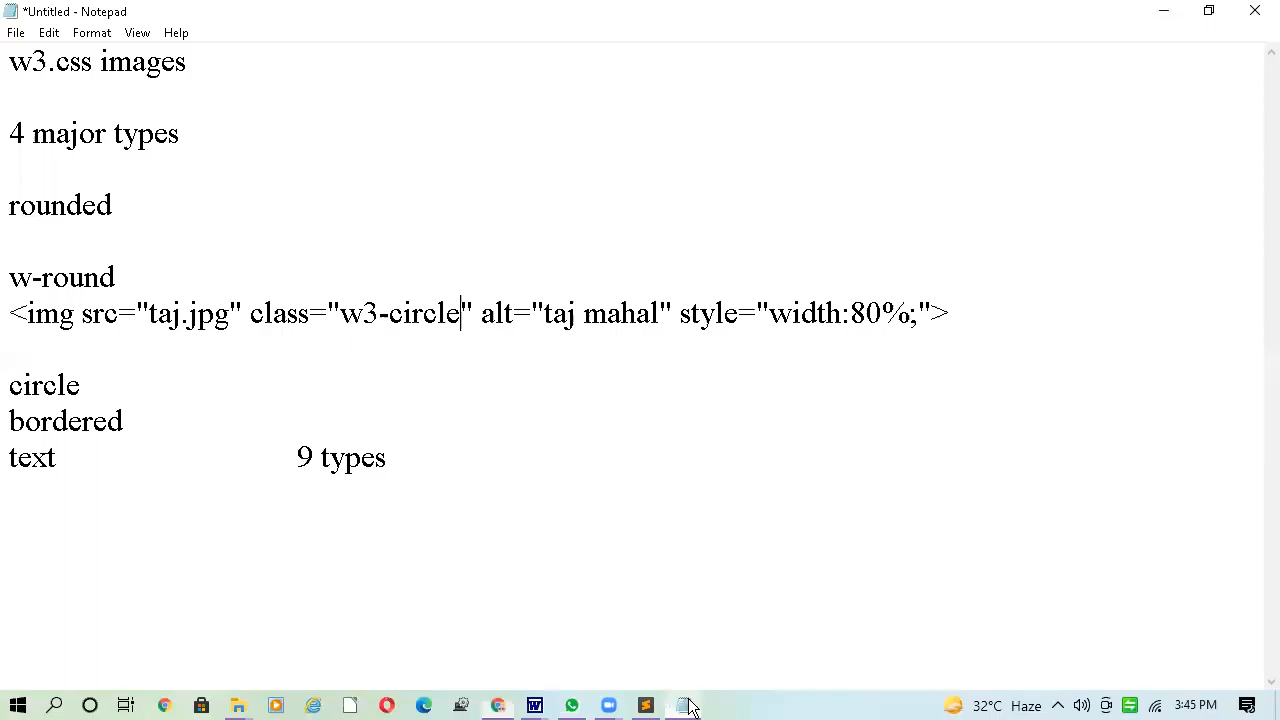 *Untitled - Notepad
File Edit Format View Help
w3.css images
4 major types
rounded
w-round
<img src="taj.jpg" class="w3-circle" alt="taj mahal" style="width:80%;">
circle
bordered
text 9 types
32°C Haze 3:45 PM